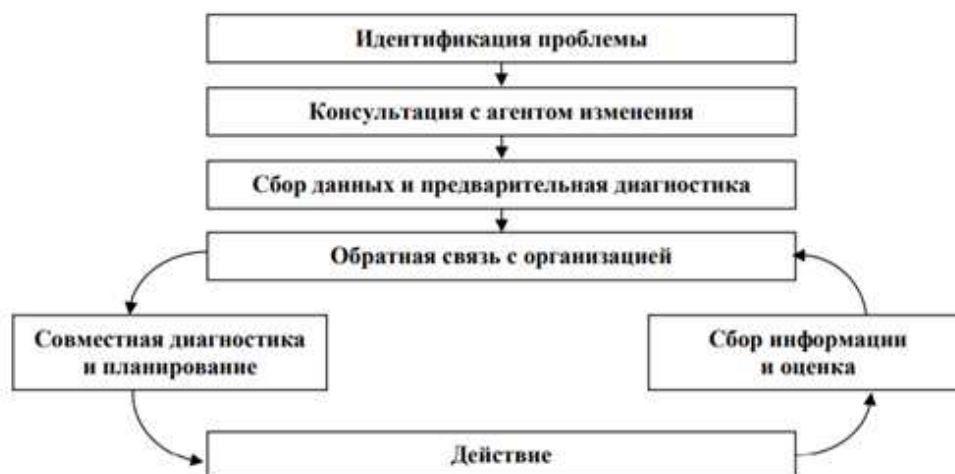 Идентификация проблемы
Консультация с агентом изменения
Сбор данных и предварительная диагностика
Обратная связь с организацией
Совместная диагностика
и планирование
Сбор информации
и оценка
Действие